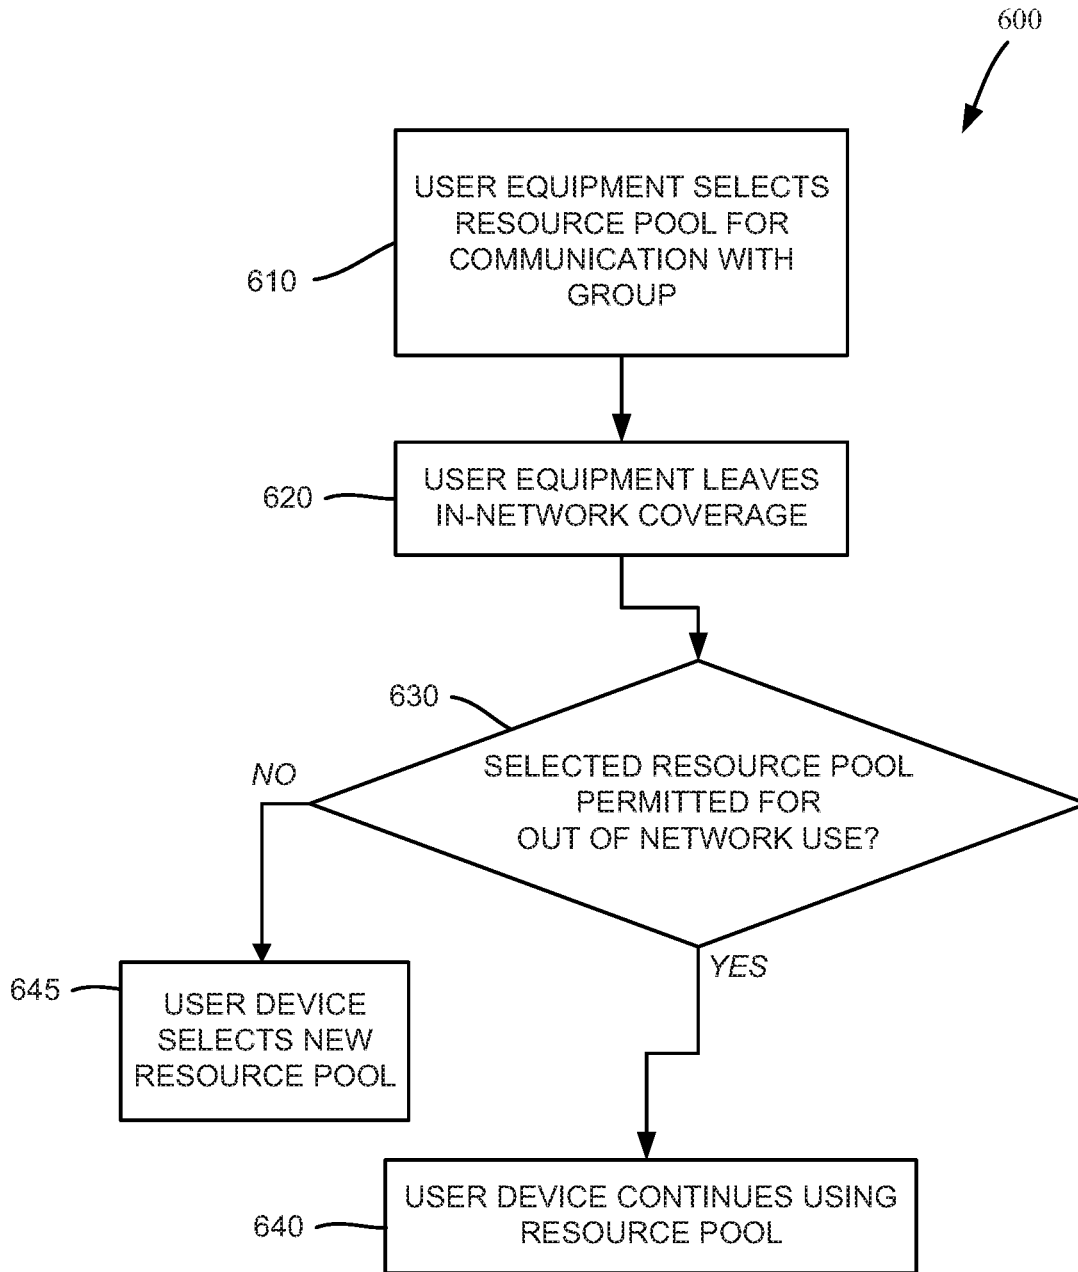 600
USER EQUIPMENT SELECTS
RESOURCE POOL FOR
COMMUNICATION WITH
GROUP
610
USER EQUIPMENT LEAVES
IN-NETWORK COVERAGE
620
630
SELECTED RESOURCE POOL
PERMITTED FOR
OUT OF NETWORK USE?
NO
YES
645
USER DEVICE
SELECTS NEW
RESOURCE POOL
USER DEVICE CONTINUES USING
RESOURCE POOL
640